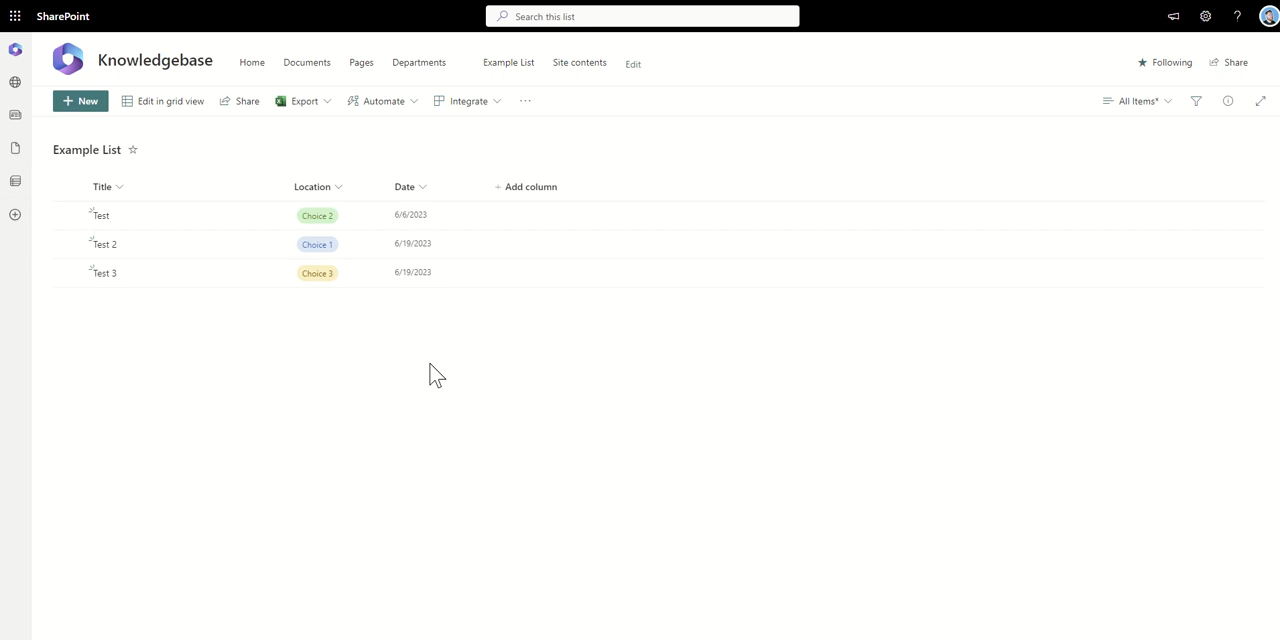 SharePoint
Search this list
?
Knowledgebase
Home Documents Pages Departments Example List Site contents Edit
Following Share
+ New Edit in grid view Share Export Automate Integrate ...
All Items*
Example List
Title Location Date + Add column
Test Choice 2 6/6/2023
Test 2 Choice 1 6/19/2023
Test 3 Choice 3 6/19/2023